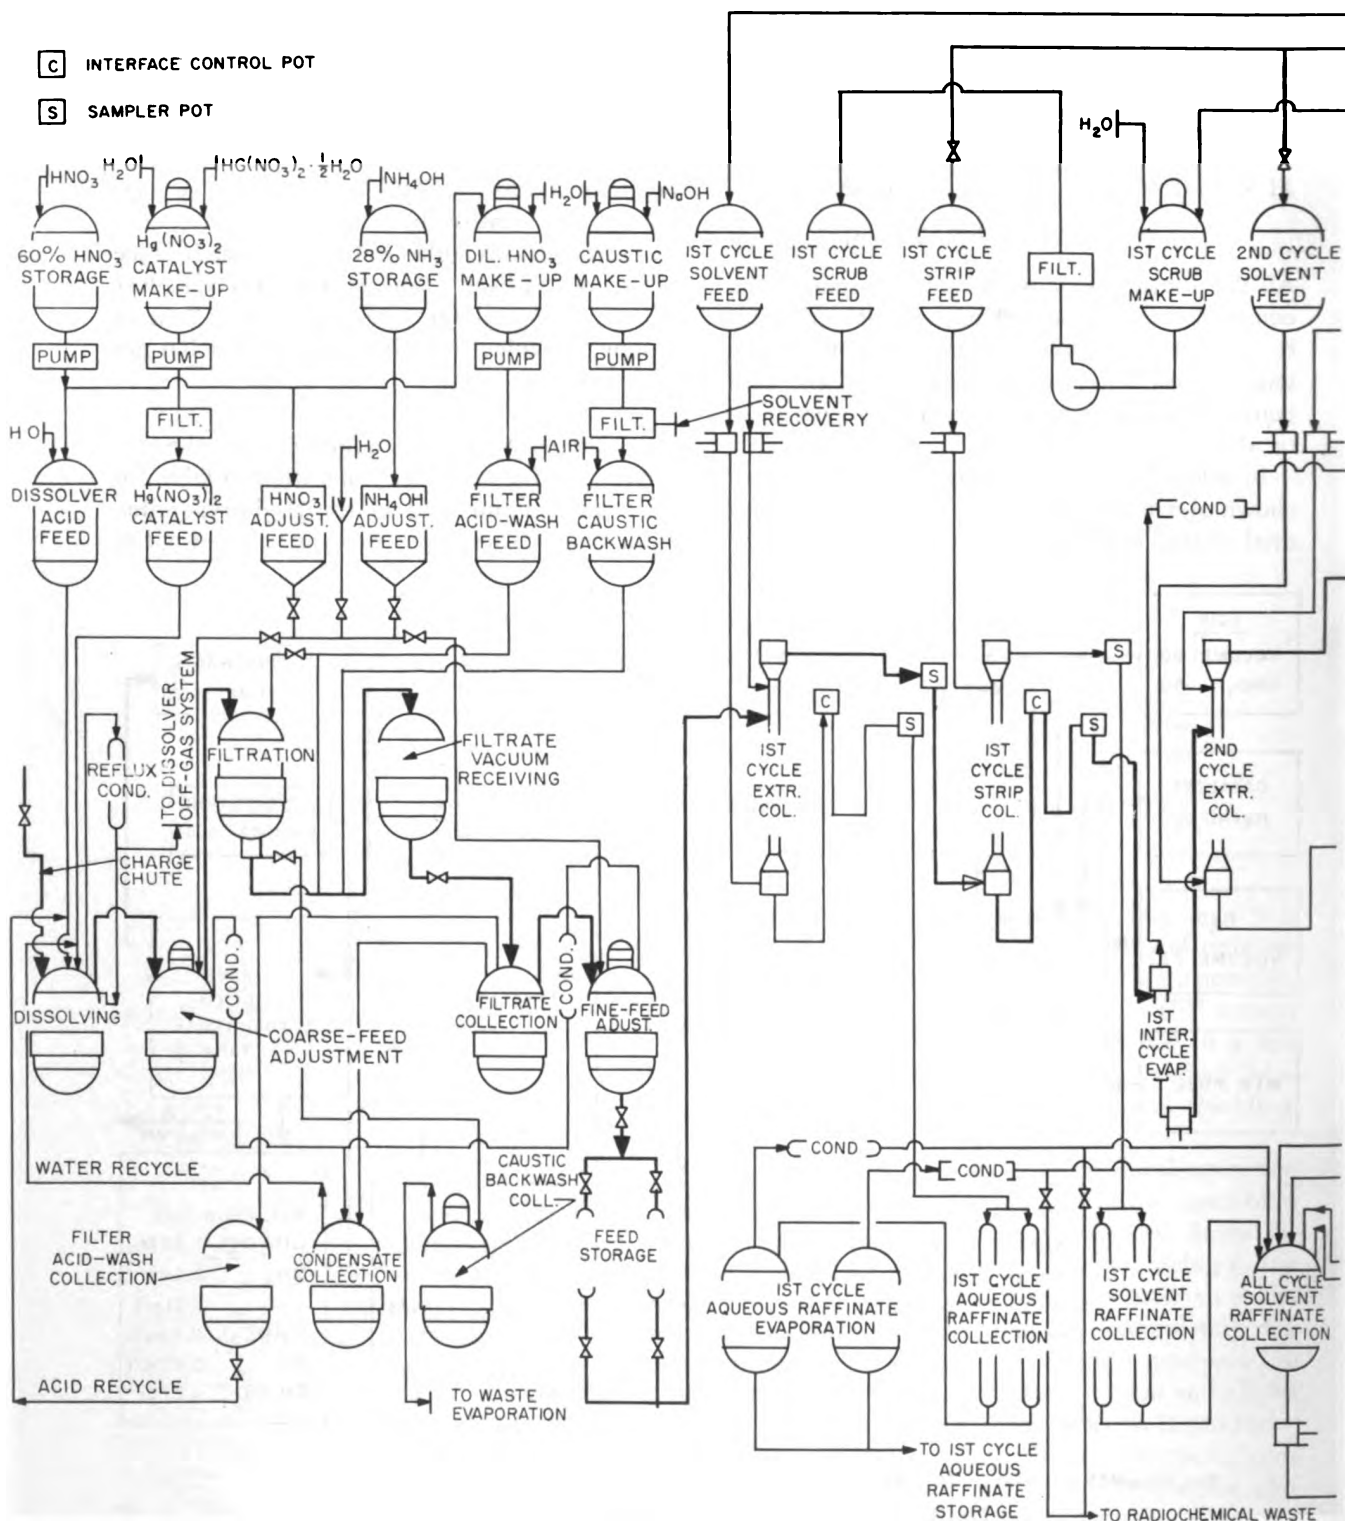 C INTERFACE CONTROL POT
S SAMPLER POT
HNO3
H2O
HG(NO3)2 · ½H2O
NH4OH
H2O
NaOH
H2O
60% HNO3
STORAGE
Hg(NO3)2
CATALYST
MAKE-UP
28% NH3
STORAGE
DIL. HNO3
MAKE-UP
CAUSTIC
MAKE-UP
IST CYCLE
SOLVENT
FEED
IST CYCLE
SCRUB
FEED
IST CYCLE
STRIP
FEED
FILT.
IST CYCLE
SCRUB
MAKE-UP
2ND CYCLE
SOLVENT
FEED
PUMP
PUMP
PUMP
PUMP
FILT.
FILT.
SOLVENT
RECOVERY
H O
H2O
AIR
DISSOLVER
ACID
FEED
Hg(NO3)2
CATALYST
FEED
HNO3
ADJUST.
FEED
NH4OH
ADJUST.
FEED
FILTER
ACID-WASH
FEED
FILTER
CAUSTIC
BACKWASH
COND
REFLUX
COND.
TO DISSOLVER
OFF-GAS SYSTEM
FILTRATION
FILTRATE
VACUUM
RECEIVING
S
C
S
S
C
S
IST
CYCLE
EXTR.
COL.
IST
CYCLE
STRIP
COL.
2ND
CYCLE
EXTR.
COL.
CHARGE
CHUTE
DISSOLVING
COND.
COARSE-FEED
ADJUSTMENT
FILTRATE
COLLECTION
COND.
FINE-FEED
ADJUST.
IST
INTER.
CYCLE
EVAP.
WATER RECYCLE
CAUSTIC
BACKWASH
COLL.
COND
COND
FILTER
ACID-WASH
COLLECTION
CONDENSATE
COLLECTION
FEED
STORAGE
IST CYCLE
AQUEOUS RAFFINATE
EVAPORATION
IST CYCLE
AQUEOUS
RAFFINATE
COLLECTION
IST CYCLE
SOLVENT
RAFFINATE
COLLECTION
ALL CYCLE
SOLVENT
RAFFINATE
COLLECTION
ACID RECYCLE
TO WASTE
EVAPORATION
TO IST CYCLE
AQUEOUS
RAFFINATE
STORAGE
TO RADIOCHEMICAL WASTE